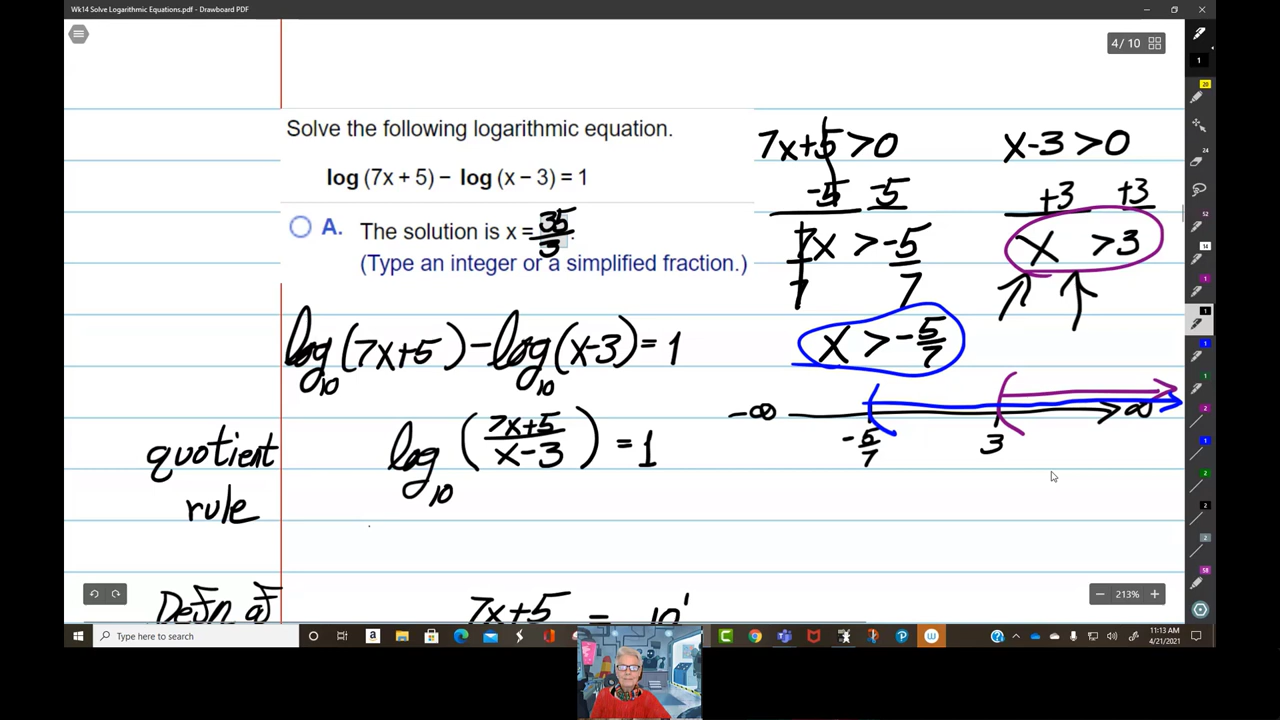 Wk14 Solve Logarithmic Equations.pdf - Drawboard PDF
4 / 10
Solve the following logarithmic equation.
log (7x + 5) − log (x − 3) = 1
A. The solution is x = 35/3.
(Type an integer or a simplified fraction.)
log₁₀(7x+5) − log₁₀(x−3) = 1
quotient rule
log₁₀((7x+5)/(x−3)) = 1
Defn of
7x+5 = 10¹
7x+5 > 0
-5 -5
7x > -5
7 7
x > -5/7
x-3 > 0
+3 +3
x > 3
-∞ ∞
-5/7 3
213%
Type here to search
11:13 AM
4/21/2021